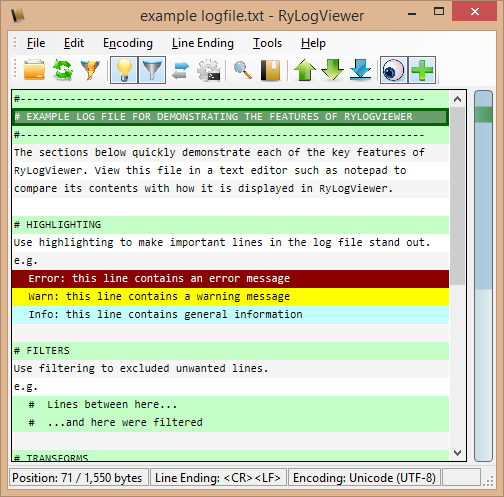 example logfile.txt - RyLogViewer
File Edit Encoding Line Ending Tools Help
#----------------------------------------------------------------
# EXAMPLE LOG FILE FOR DEMONSTRATING THE FEATURES OF RYLOGVIEWER
#----------------------------------------------------------------
The sections below quickly demonstrate each of the key features of
RyLogViewer. View this file in a text editor such as notepad to
compare its contents with how it is displayed in RyLogViewer.
# HIGHLIGHTING
Use highlighting to make important lines in the log file stand out.
e.g.
Error: this line contains an error message
Warn: this line contains a warning message
Info: this line contains general information
# FILTERS
Use filtering to excluded unwanted lines.
e.g.
# Lines between here...
# ...and here were filtered
# TRANSFORMS
Position: 71 / 1,550 bytes Line Ending: <CR><LF> Encoding: Unicode (UTF-8)